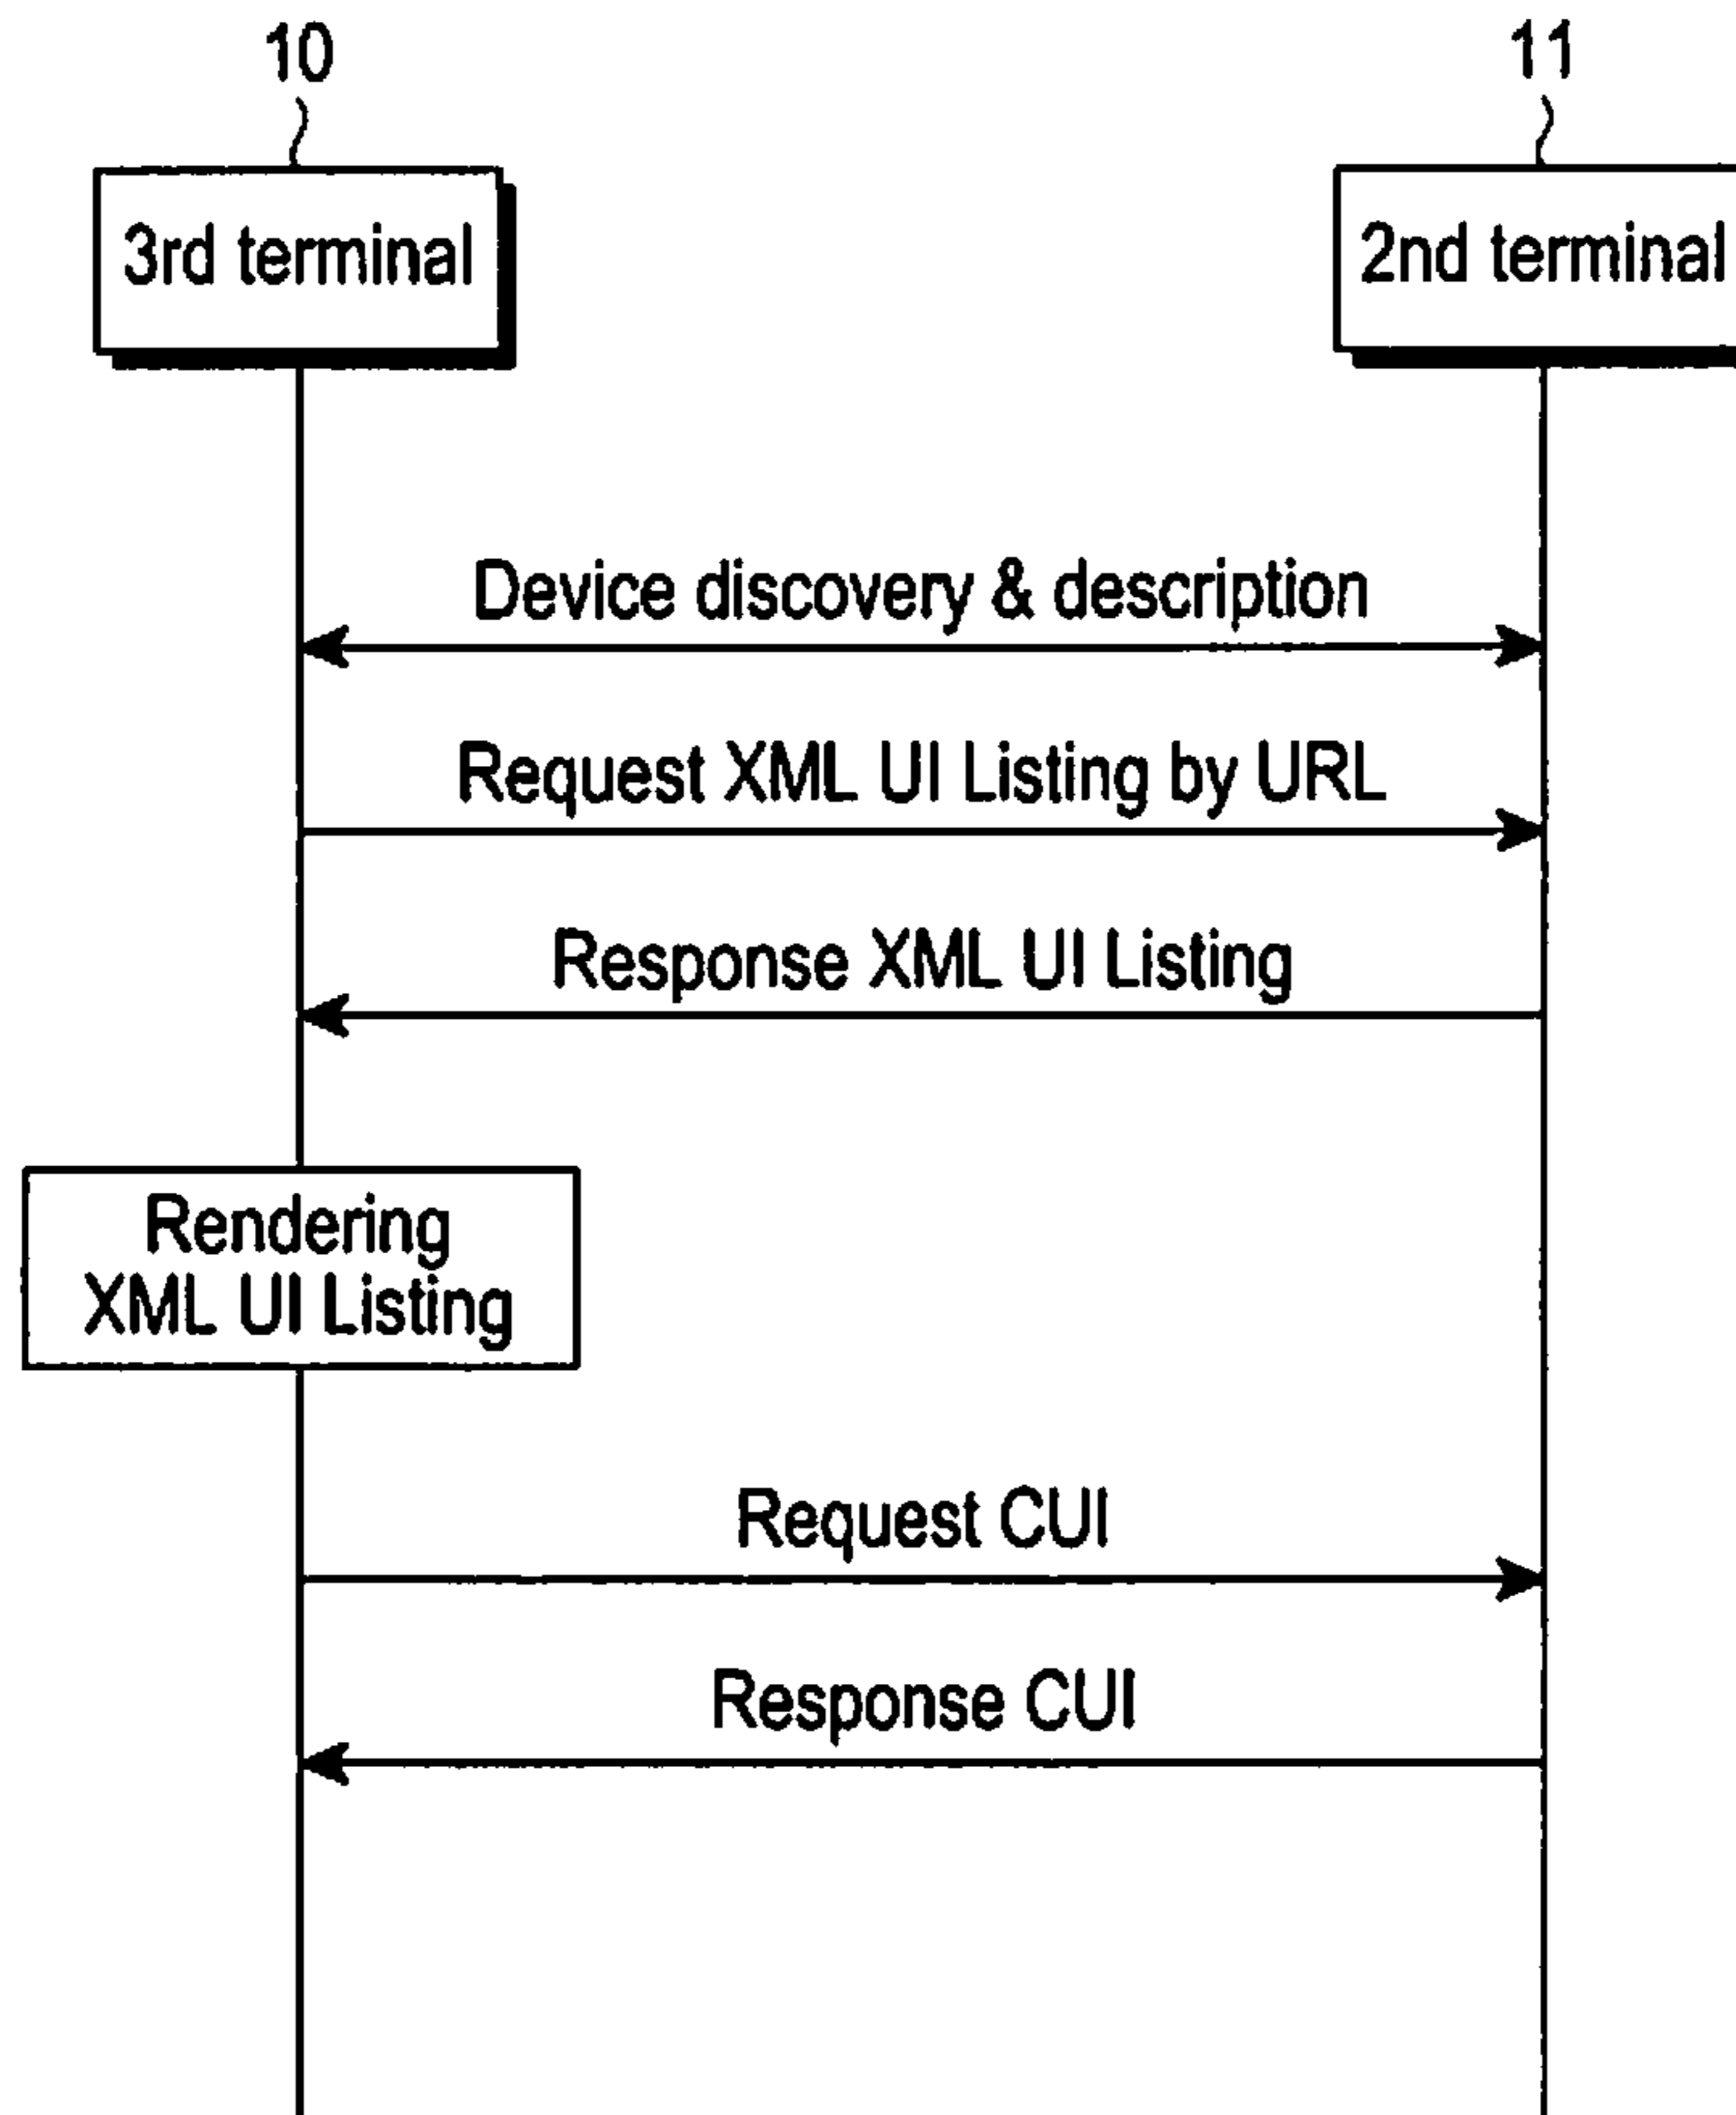 10
11
3rd terminal
2nd terminal
Device discovery & description
Request XML UI Listing by URL
Response XML UI Listing
Rendering
XML UI Listing
Request CUI
Response CUI